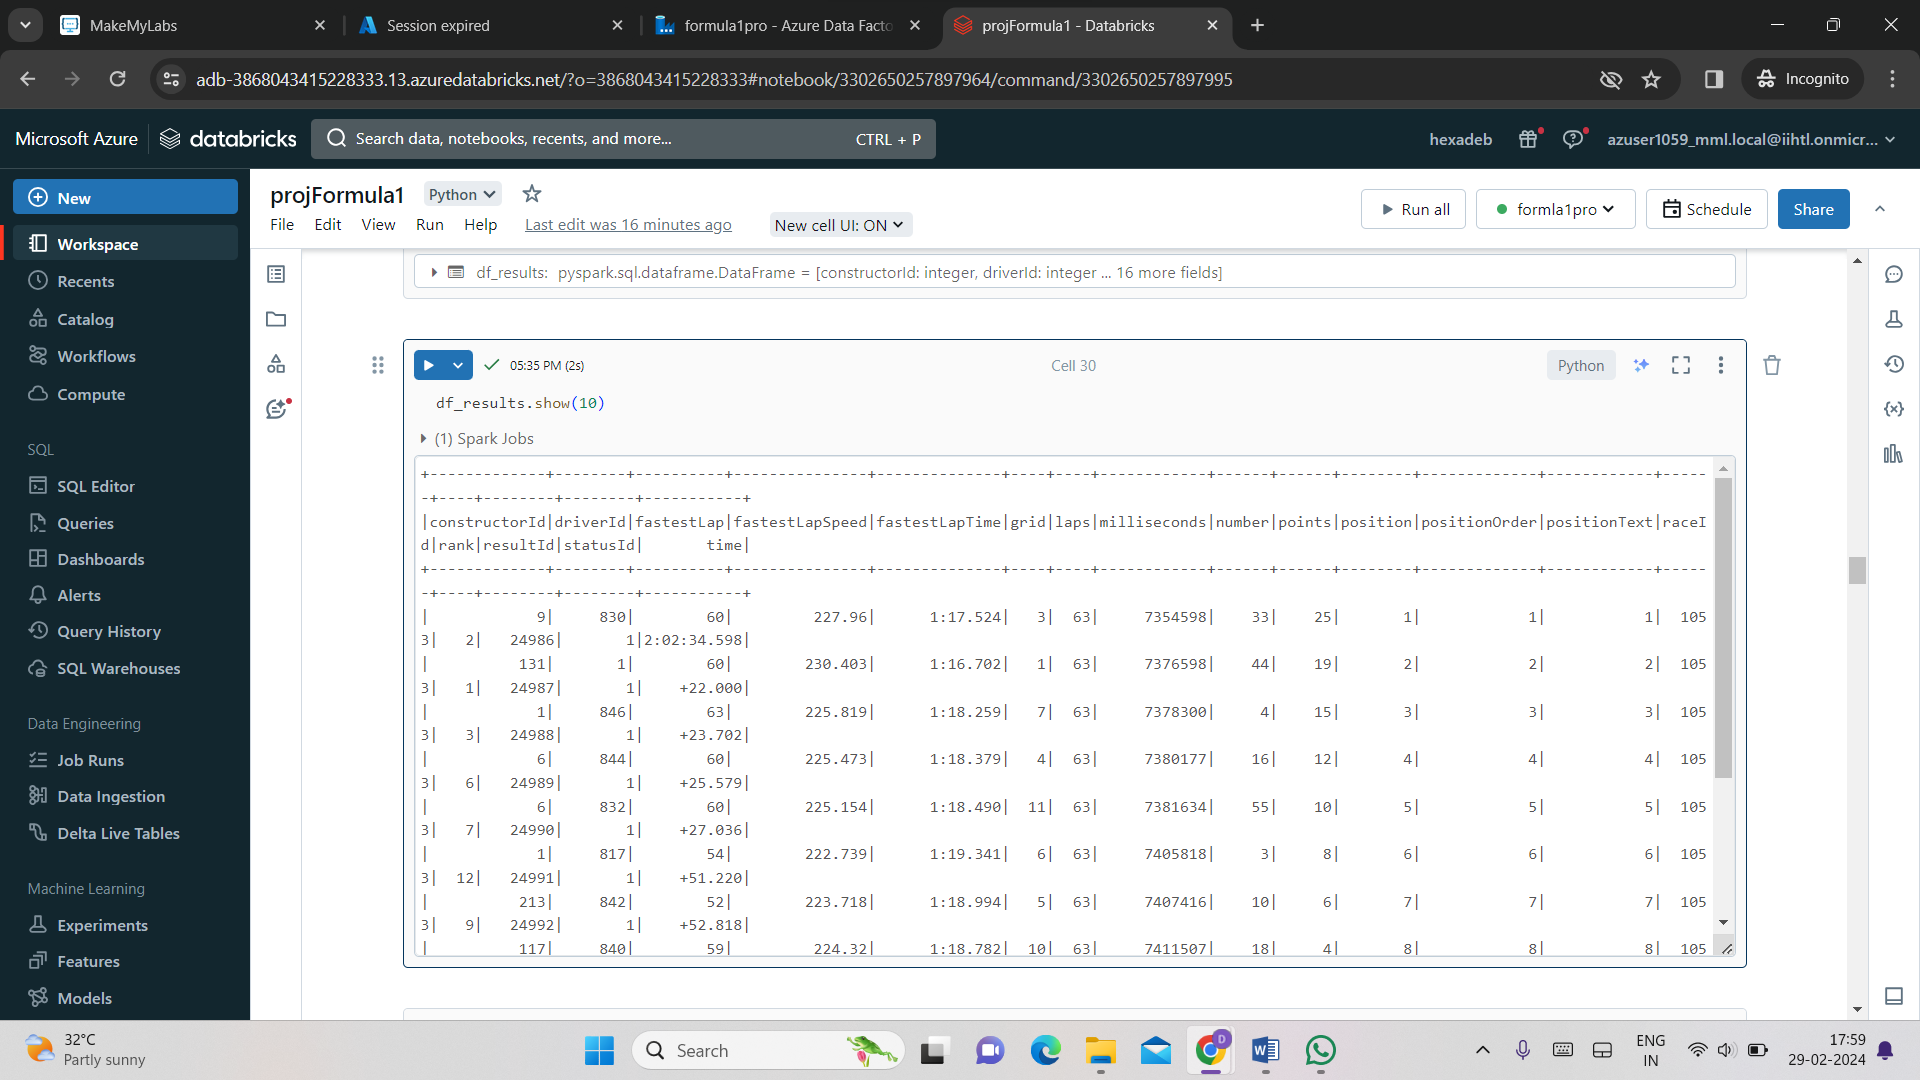 MakeMyLabs
Session expired
formula1pro - Azure Data Facto
projFormula1 - Databricks
adb-3868043415228333.13.azuredatabricks.net/?o=3868043415228333#notebook/3302650257897964/command/3302650257897995
Incognito
Microsoft Azure databricks
Search data, notebooks, recents, and more... CTRL + P
hexadeb
azuser1059_mml.local@iihtl.onmicr...
New
Workspace
Recents
Catalog
Workflows
Compute
SQL
SQL Editor
Queries
Dashboards
Alerts
Query History
SQL Warehouses
Data Engineering
Job Runs
Data Ingestion
Delta Live Tables
Machine Learning
Experiments
Features
Models
projFormula1 Python
File Edit View Run Help Last edit was 16 minutes ago New cell UI: ON
Run all formla1pro Schedule Share
df_results: pyspark.sql.dataframe.DataFrame = [constructorId: integer, driverId: integer ... 16 more fields]
05:35 PM (2s) Cell 30 Python
df_results.show(10)
(1) Spark Jobs
+-------------+--------+----------+---------------+--------------+----+----+------------+------+------+--------+-------------+------------+-----
-+----+--------+--------+-----------+
|constructorId|driverId|fastestLap|fastestLapSpeed|fastestLapTime|grid|laps|milliseconds|number|points|position|positionOrder|positionText|raceI
d|rank|resultId|statusId|       time|
+-------------+--------+----------+---------------+--------------+----+----+------------+------+------+--------+-------------+------------+-----
-+----+--------+--------+-----------+
|            9|     830|        60|         227.96|      1:17.524|   3|  63|     7354598|    33|    25|       1|            1|           1|  105
3|   2|   24986|       1|2:02:34.598|
|          131|       1|        60|        230.403|      1:16.702|   1|  63|     7376598|    44|    19|       2|            2|           2|  105
3|   1|   24987|       1|    +22.000|
|            1|     846|        63|        225.819|      1:18.259|   7|  63|     7378300|     4|    15|       3|            3|           3|  105
3|   3|   24988|       1|    +23.702|
|            6|     844|        60|        225.473|      1:18.379|   4|  63|     7380177|    16|    12|       4|            4|           4|  105
3|   6|   24989|       1|    +25.579|
|            6|     832|        60|        225.154|      1:18.490|  11|  63|     7381634|    55|    10|       5|            5|           5|  105
3|   7|   24990|       1|    +27.036|
|            1|     817|        54|        222.739|      1:19.341|   6|  63|     7405818|     3|     8|       6|            6|           6|  105
3|  12|   24991|       1|    +51.220|
|          213|     842|        52|        223.718|      1:18.994|   5|  63|     7407416|    10|     6|       7|            7|           7|  105
3|   9|   24992|       1|    +52.818|
|          117|     840|        59|         224.32|      1:18.782|  10|  63|     7411507|    18|     4|       8|            8|           8|  105
32°C
Partly sunny
Search
D
ENG
IN
17:59
29-02-2024